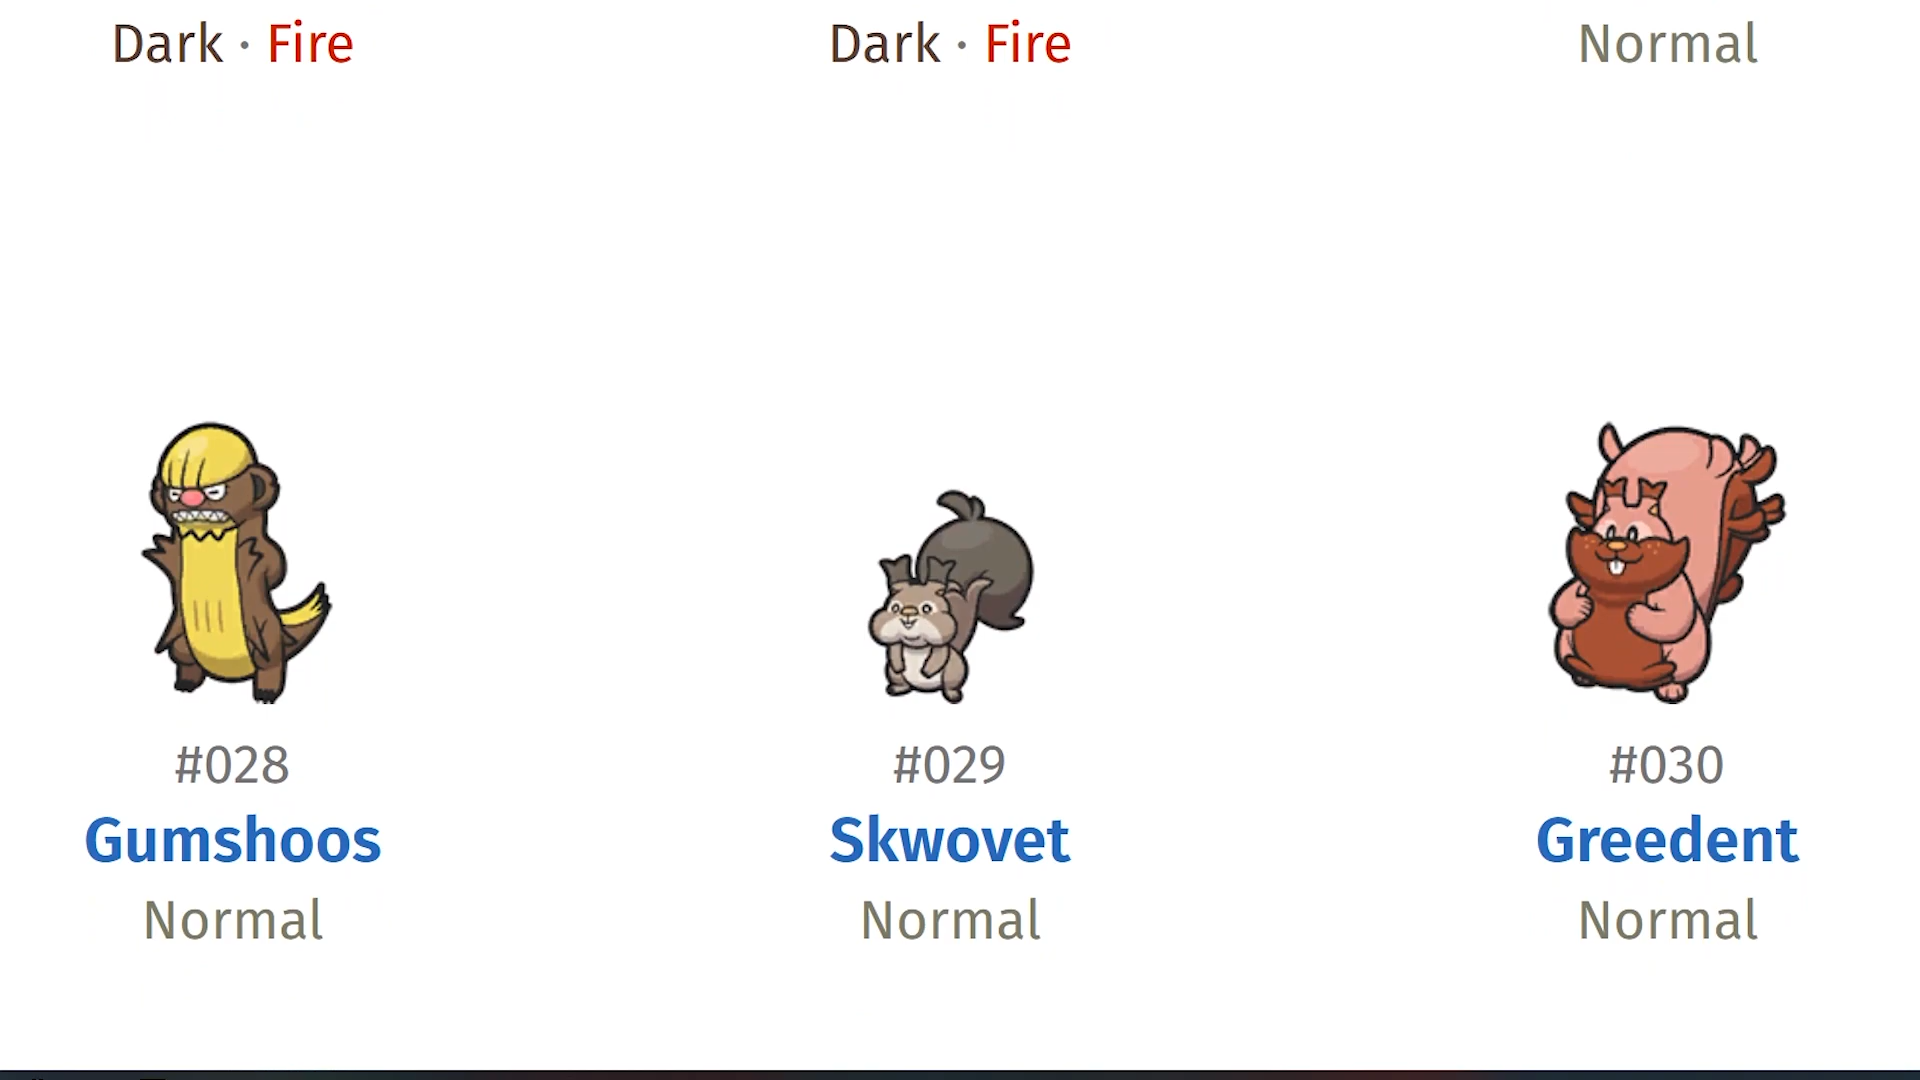 Dark · Fire
Dark · Fire
Normal
#028
#029
#030
Gumshoos
Skwovet
Greedent
Normal
Normal
Normal